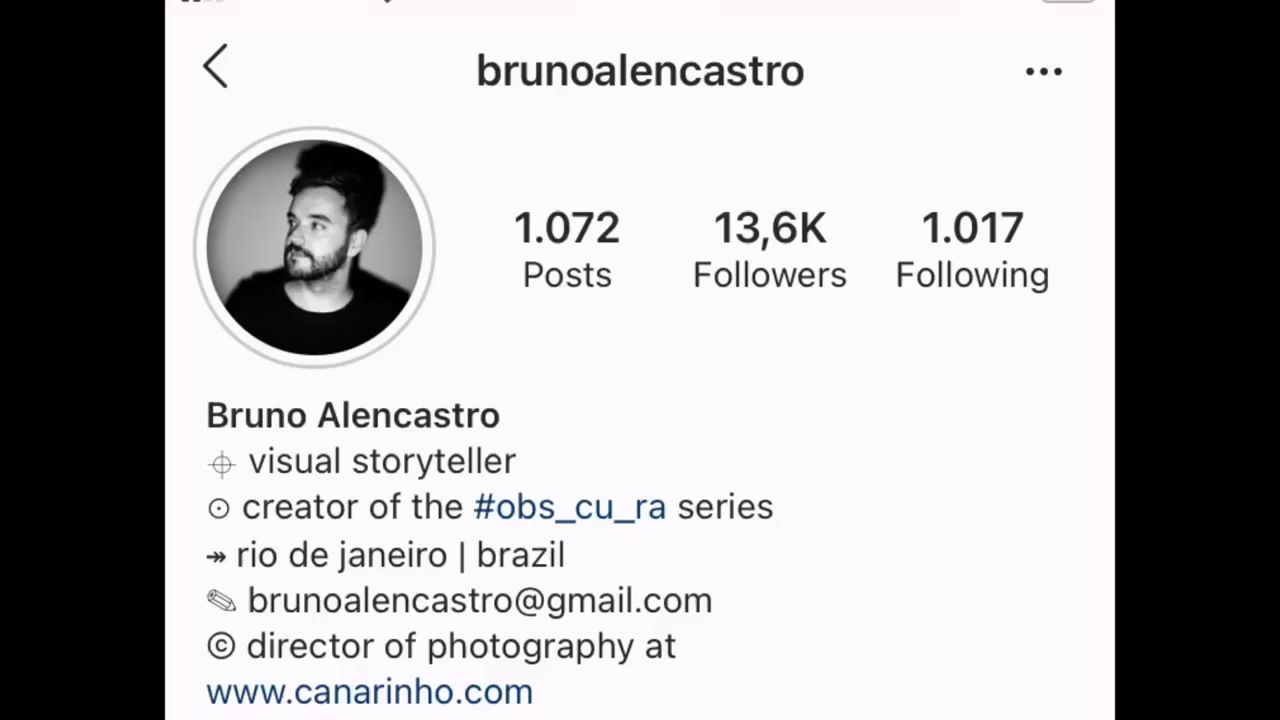 brunoalencastro
1.072 13,6K 1.017
Posts Followers Following
Bruno Alencastro
visual storyteller
creator of the #obs_cu_ra series
↠ rio de janeiro | brazil
✎ brunoalencastro@gmail.com
© director of photography at
www.canarinho.com